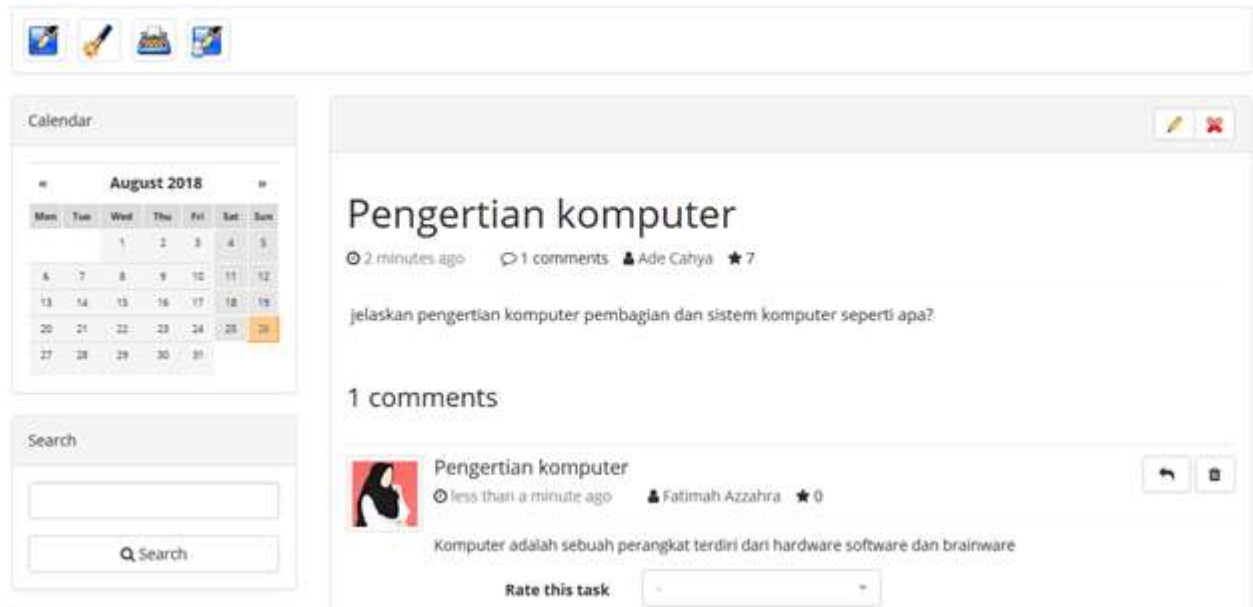 Calendar
« August 2018 »
Mon Tue Wed Thu Fri Sat Sun
1 2 3 4 5
6 7 8 9 10 11 12
13 14 15 16 17 18 19
20 21 22 23 24 25 26
27 28 29 30 31
Search
Search
Pengertian komputer
2 minutes ago 1 comments Ade Cahya 7
jelaskan pengertian komputer pembagian dan sistem komputer seperti apa?
1 comments
Pengertian komputer
less than a minute ago Fatimah Azzahra 0
Komputer adalah sebuah perangkat terdiri dari hardware software dan brainware
Rate this task -